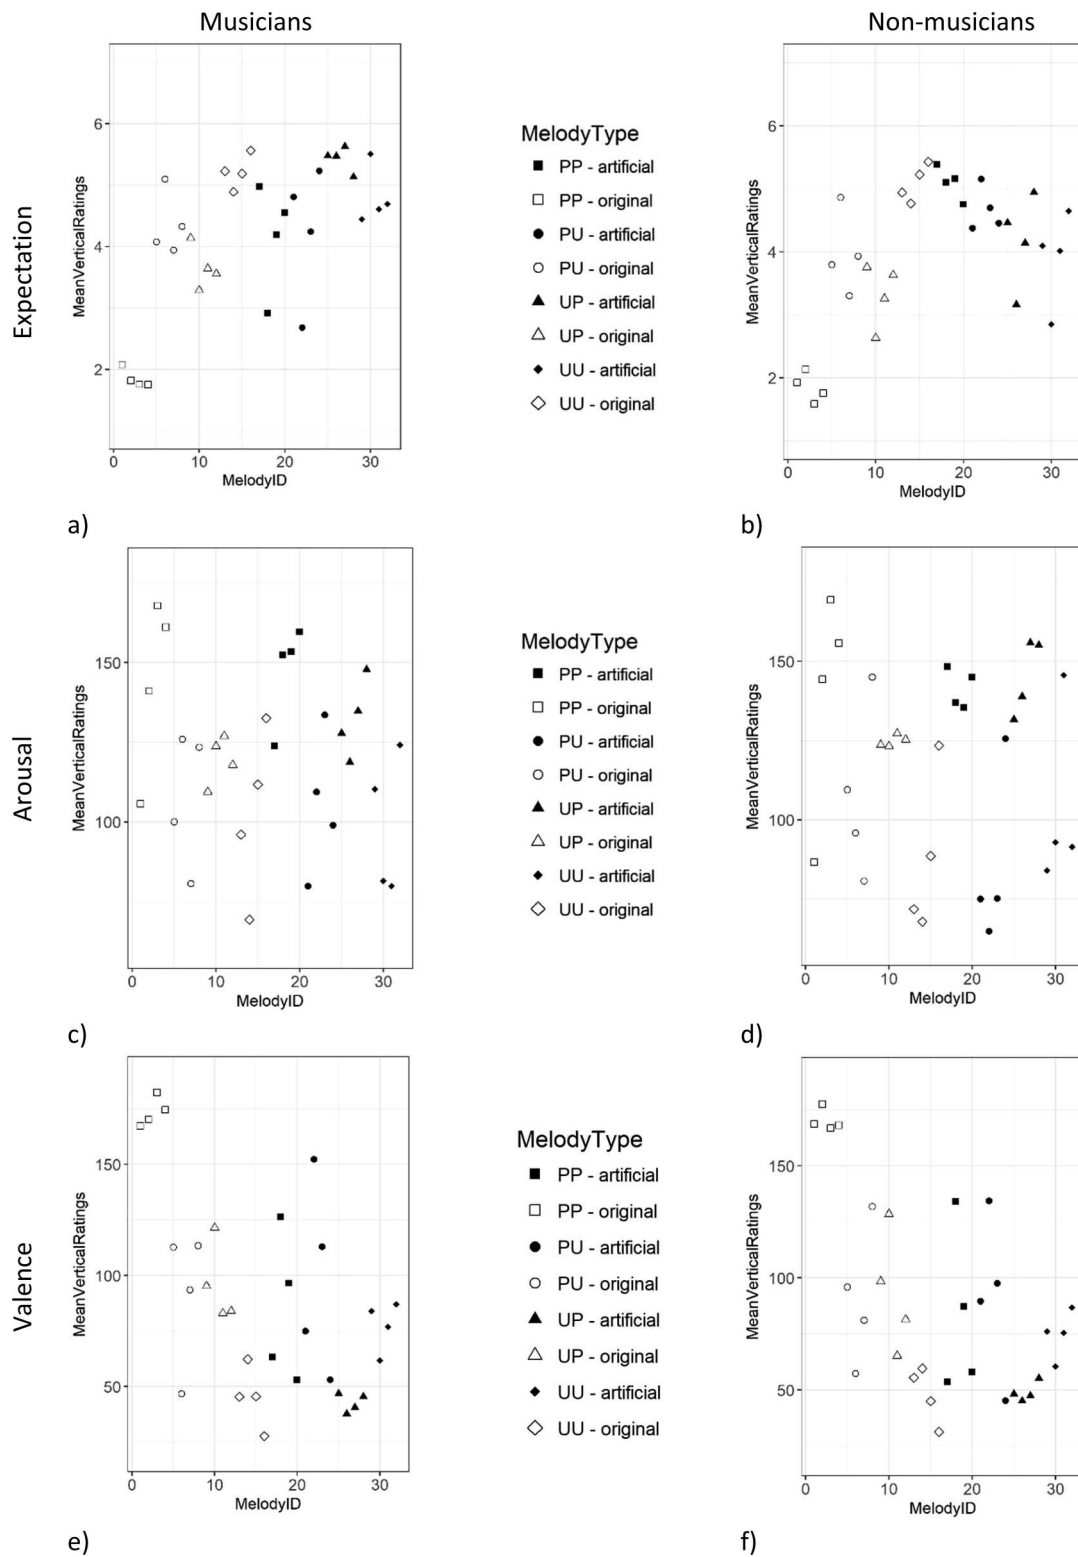 Musicians
Non-musicians
Expectation
MeanVerticalRatings
6
4
2
0
10
20
30
MelodyID
a)
MelodyType
PP - artificial
PP - original
PU - artificial
PU - original
UP - artificial
UP - original
UU - artificial
UU - original
MeanVerticalRatings
6
4
2
0
10
20
30
MelodyID
b)
Arousal
MeanVerticalRatings
150
100
0
10
20
30
MelodyID
c)
MelodyType
PP - artificial
PP - original
PU - artificial
PU - original
UP - artificial
UP - original
UU - artificial
UU - original
MeanVerticalRatings
150
100
0
10
20
30
MelodyID
d)
Valence
MeanVerticalRatings
150
100
50
0
10
20
30
MelodyID
e)
MelodyType
PP - artificial
PP - original
PU - artificial
PU - original
UP - artificial
UP - original
UU - artificial
UU - original
MeanVerticalRatings
150
100
50
0
10
20
30
MelodyID
f)